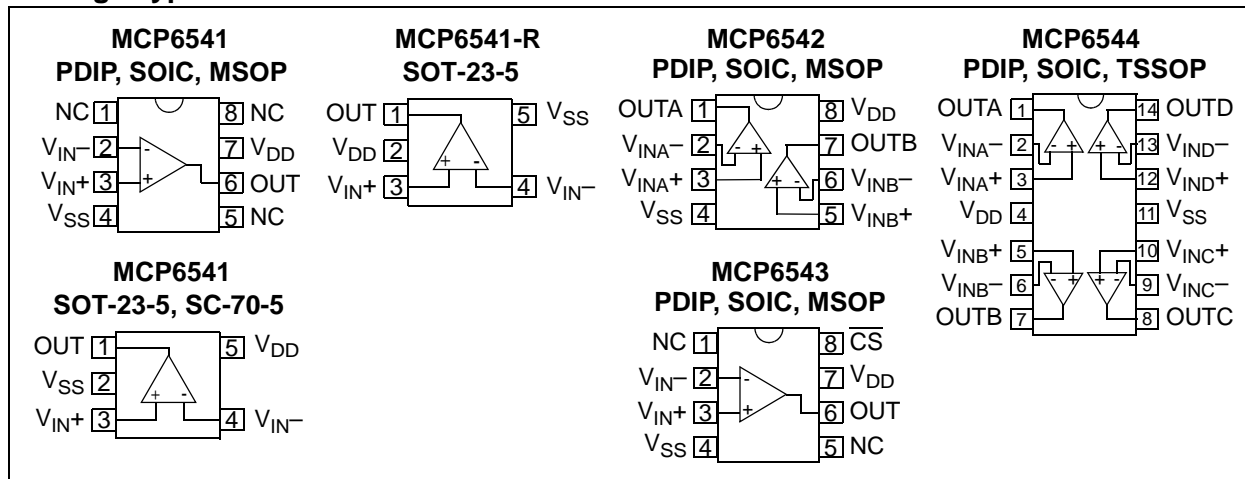 MCP6541
PDIP, SOIC, MSOP
NC 1
8 NC
VIN– 2
7 VDD
VIN+ 3
6 OUT
VSS 4
5 NC
MCP6541-R
SOT-23-5
OUT 1
5 VSS
VDD 2
VIN+ 3
4 VIN–
MCP6542
PDIP, SOIC, MSOP
OUTA 1
8 VDD
VINA– 2
7 OUTB
VINA+ 3
6 VINB–
VSS 4
5 VINB+
MCP6544
PDIP, SOIC, TSSOP
OUTA 1
14 OUTD
VINA– 2
13 VIND–
VINA+ 3
12 VIND+
VDD 4
11 VSS
VINB+ 5
10 VINC+
VINB– 6
9 VINC–
OUTB 7
8 OUTC
MCP6541
SOT-23-5, SC-70-5
OUT 1
5 VDD
VSS 2
VIN+ 3
4 VIN–
MCP6543
PDIP, SOIC, MSOP
NC 1
8 CS
VIN– 2
7 VDD
VIN+ 3
6 OUT
VSS 4
5 NC